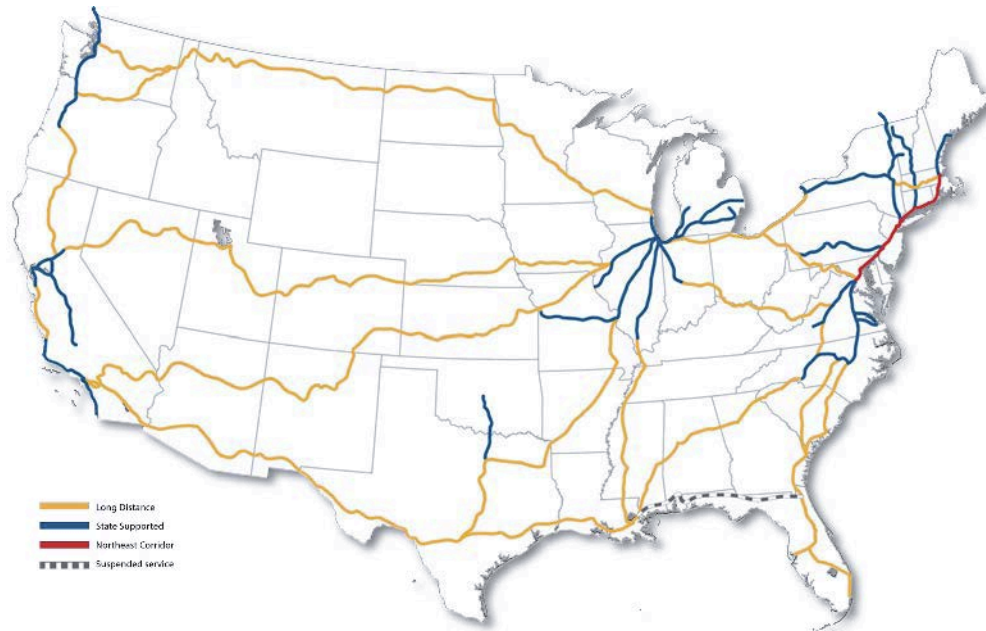 Long Distance
State Supported
Northeast Corridor
Suspended service